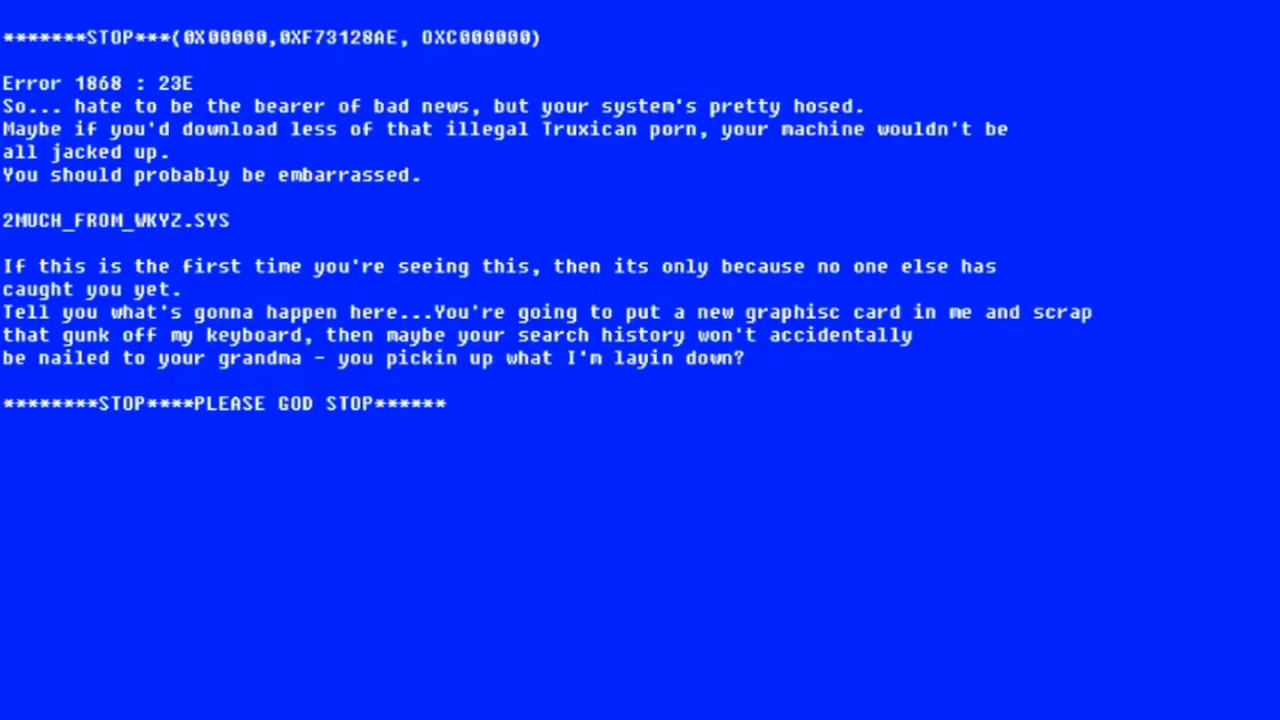 *******STOP***(0X00000,0XF73128AE, OXC000000)
Error 1868 : 23E
So... hate to be the bearer of bad news, but your system's pretty hosed.
Maybe if you'd download less of that illegal Truxican porn, your machine wouldn't be
all jacked up.
You should probably be embarrassed.
2MUCH_FROM_WKYZ.SYS
If this is the first time you're seeing this, then its only because no one else has
caught you yet.
Tell you what's gonna happen here...You're going to put a new graphisc card in me and scrap
that gunk off my keyboard, then maybe your search history won't accidentally
be nailed to your grandma - you pickin up what I'm layin down?
********STOP****PLEASE GOD STOP******